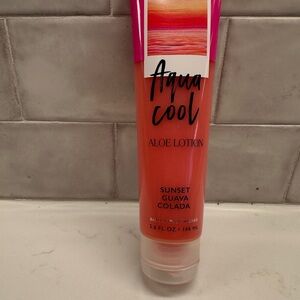 Aqua
cool
ALOE LOTION
SUNSET
GUAVA
COLADA